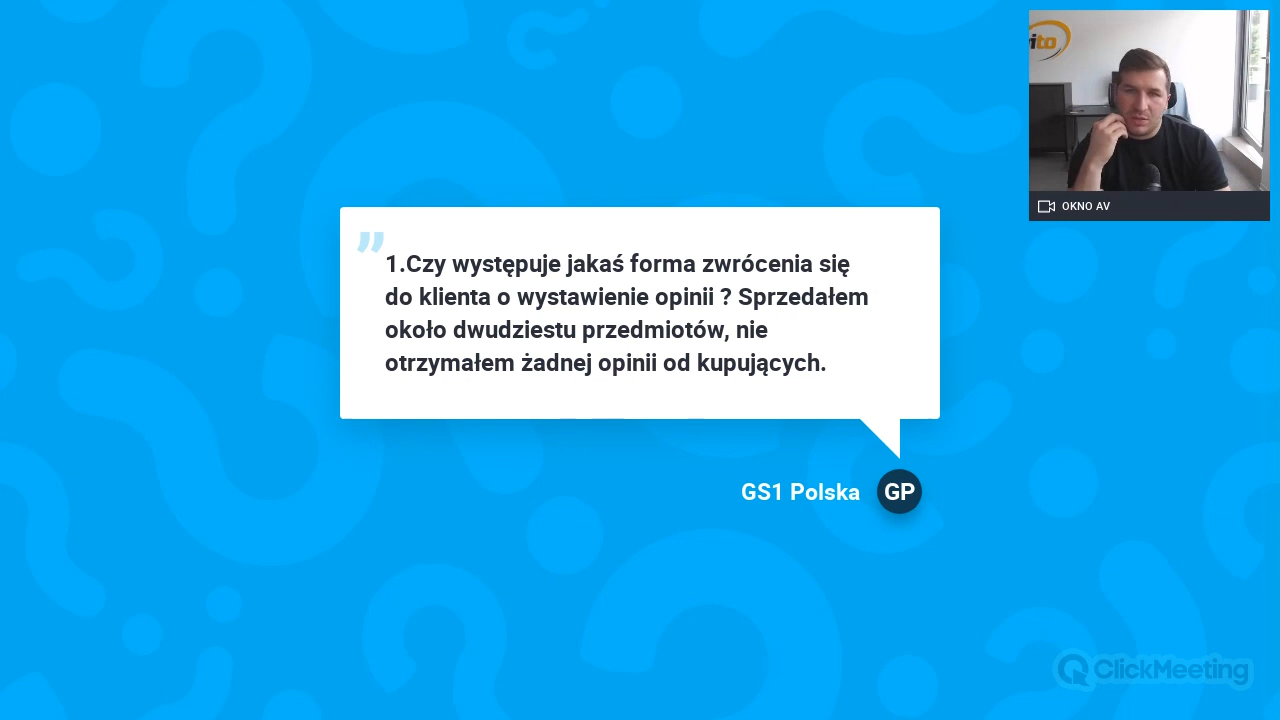 ito
OKNO AV
”
1.Czy występuje jakaś forma zwrócenia się
do klienta o wystawienie opinii ? Sprzedałem
około dwudziestu przedmiotów, nie
otrzymałem żadnej opinii od kupujących.
GS1 Polska
GP
ClickMeeting